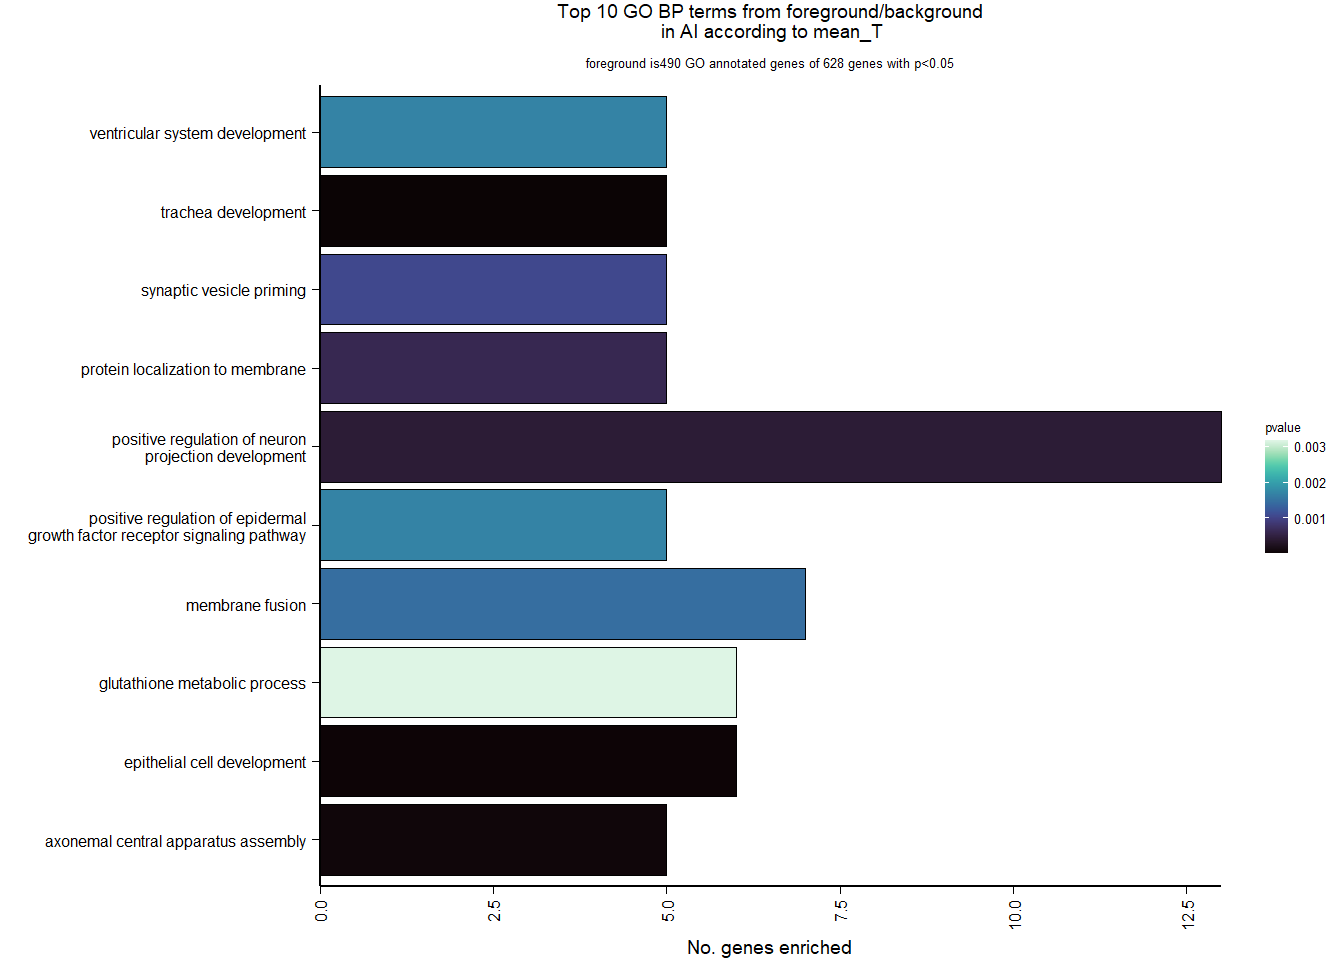 Top 10 GO BP terms from foreground/background
in AI according to mean_T
foreground is490 GO annotated genes of 628 genes with p<0.05
ventricular system development
trachea development
synaptic vesicle priming
protein localization to membrane
positive regulation of neuron
projection development
positive regulation of epidermal
growth factor receptor signaling pathway
membrane fusion
glutathione metabolic process
epithelial cell development
axonemal central apparatus assembly
0.0
2.5
5.0
7.5
10.0
12.5
No. genes enriched
pvalue
0.003
0.002
0.001